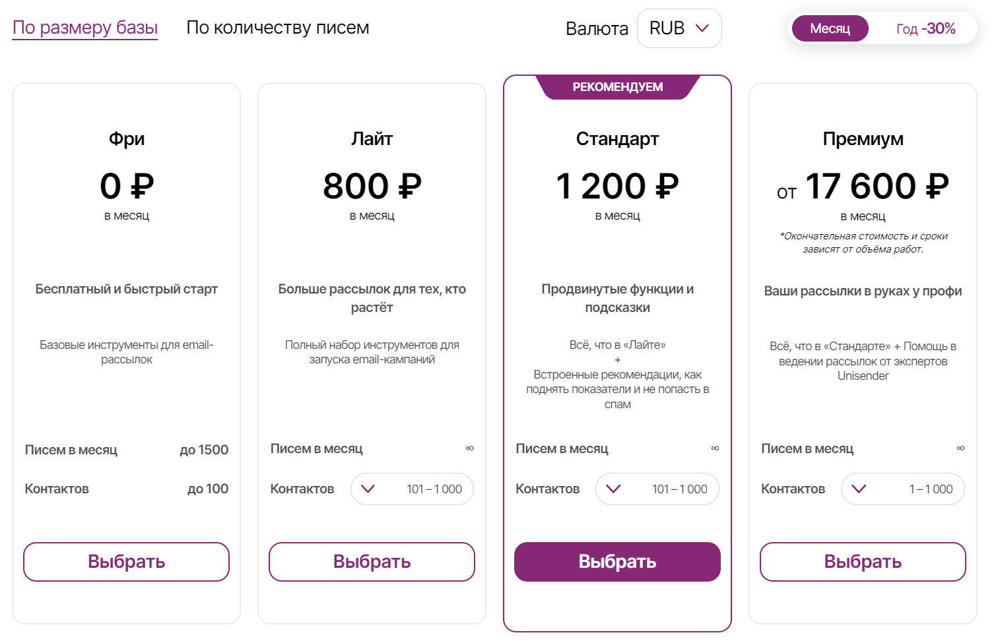 По размеру базы
По количеству писем
Валюта
RUB
Месяц
Год -30%
Фри
0 ₽
в месяц
Бесплатный и быстрый старт
Базовые инструменты для email-
рассылок
Писем в месяц
до 1500
Контактов
до 100
Выбрать
Лайт
800 ₽
в месяц
Больше рассылок для тех, кто
растёт
Полный набор инструментов для
запуска email-кампаний
Писем в месяц
∞
Контактов
101 – 1 000
Выбрать
РЕКОМЕНДУЕМ
Стандарт
1 200 ₽
в месяц
Продвинутые функции и
подсказки
Всё, что в «Лайте»
+
Встроенные рекомендации, как
поднять показатели и не попасть в
спам
Писем в месяц
∞
Контактов
101 – 1 000
Выбрать
Премиум
от 17 600 ₽
в месяц
*Окончательная стоимость и сроки
зависят от объёма работ.
Ваши рассылки в руках у профи
Всё, что в «Стандарте» + Помощь в
ведении рассылок от экспертов
Unisender
Писем в месяц
∞
Контактов
1 – 1 000
Выбрать